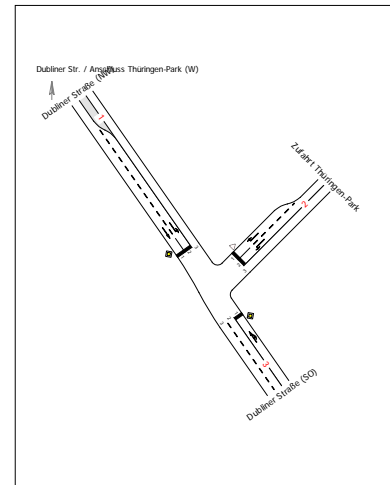 Dubliner Str. / Anschluss Thüringen-Park (W)
Dubliner Straße (NW)
1
Zufahrt Thüringen-Park
2
3
Dubliner Straße (SO)